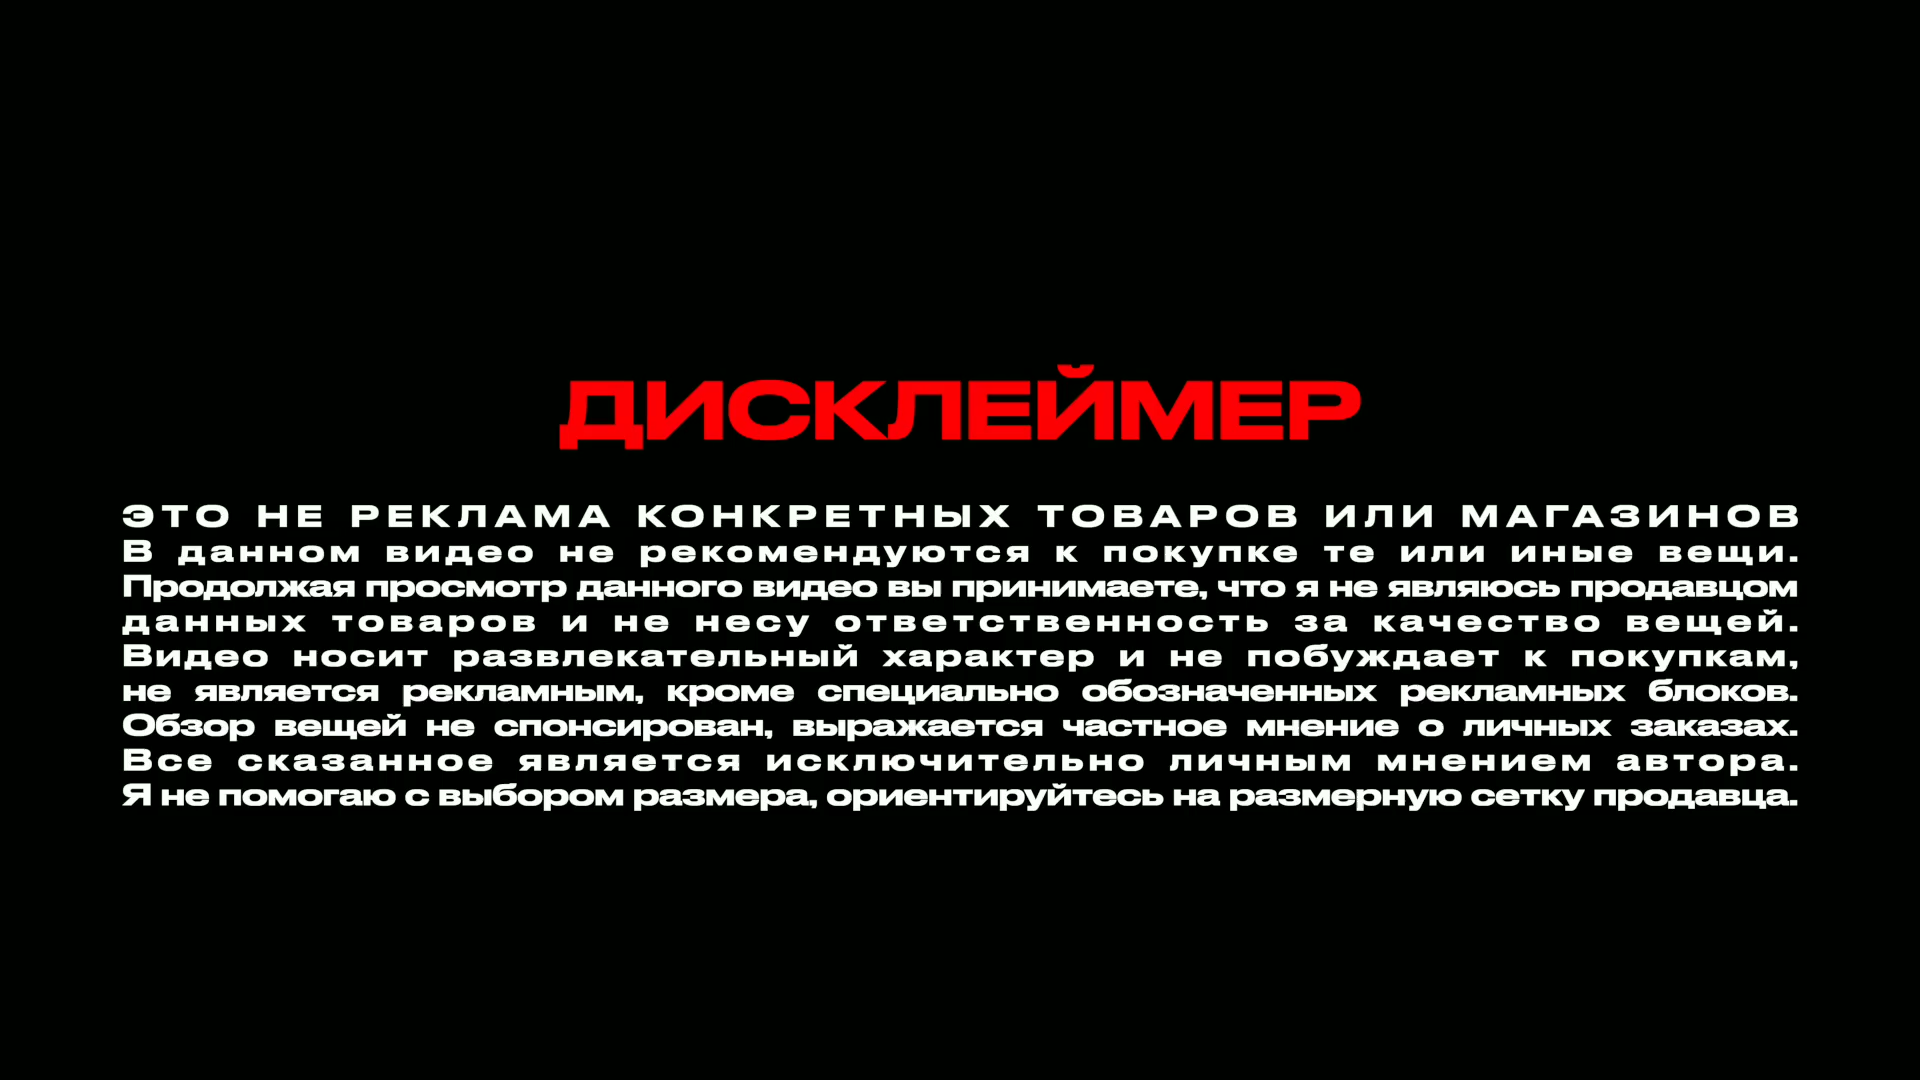 ДИСКЛЕЙМЕР
ЭТО НЕ РЕКЛАМА КОНКРЕТНЫХ ТОВАРОВ ИЛИ МАГАЗИНОВ
В данном видео не рекомендуются к покупке те или иные вещи.
Продолжая просмотр данного видео вы принимаете, что я не являюсь продавцом
данных товаров и не несу ответственность за качество вещей.
Видео носит развлекательный характер и не побуждает к покупкам,
не является рекламным, кроме специально обозначенных рекламных блоков.
Обзор вещей не спонсирован, выражается частное мнение о личных заказах.
Все сказанное является исключительно личным мнением автора.
Я не помогаю с выбором размера, ориентируйтесь на размерную сетку продавца.